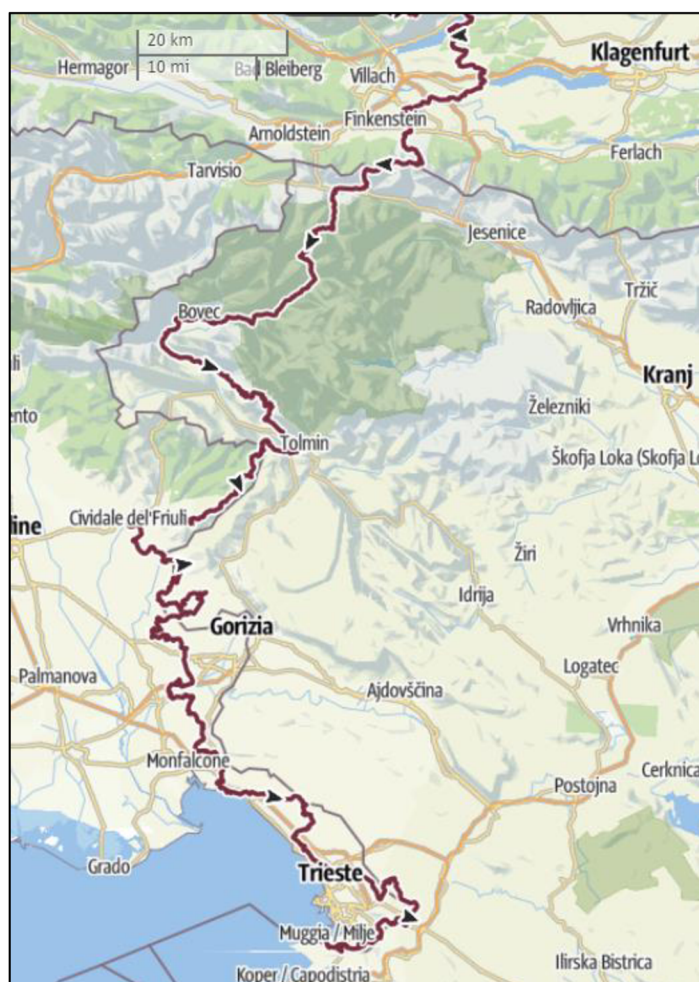 20 km
10 mi
Klagenfurt
Hermagor
Bad Bleiberg
Villach
Finkenstein
Arnoldstein
Ferlach
Tarvisio
Jesenice
Tržič
Radovljica
Bovec
Kranj
Železniki
Tolmin
Škofja Loka (Skofja Lo
Cividale del'Friuli
Žiri
Idrija
Gorizia
Vrhnika
Logatec
Palmanova
Ajdovščina
Monfalcone
Cerknica
Postojna
Grado
Trieste
Muggia / Milje
Ilirska Bistrica
Koper / Capodistria